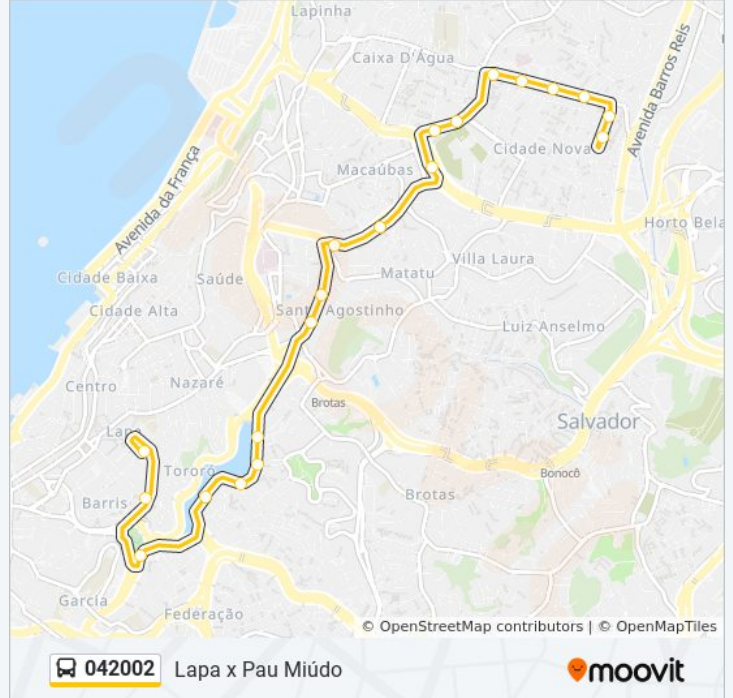 Lapinha
Caixa D'Água
Avenida Barros Reis
Cidade Nova
Avenida da França
Macaúbas
Horto Bela
Villa Laura
Matatu
Cidade Baixa
Saúde
Cidade Alta
Santo Agostinho
Luiz Anselmo
Centro
Nazaré
Brotas
Salvador
Lapa
Tororó
Bonocô
Barris
Brotas
Garcia
Federação
© OpenStreetMap contributors | © OpenMapTiles
042002 Lapa x Pau Miúdo
moovit